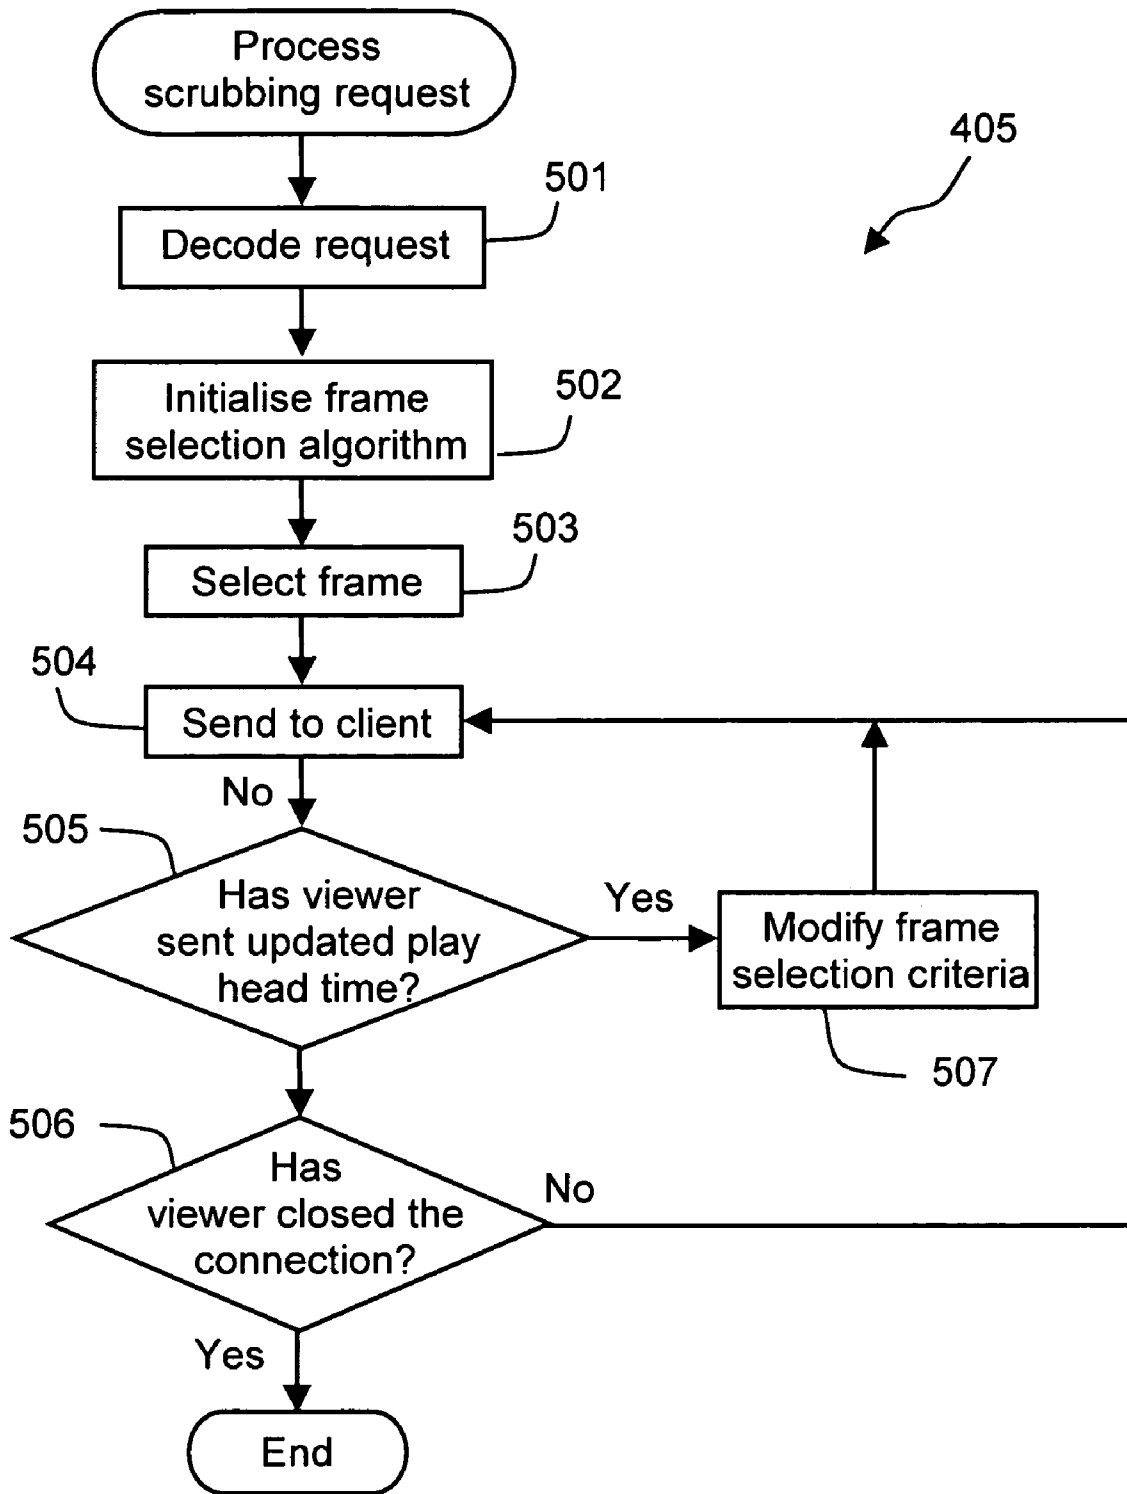 Process
scrubbing request
405
501
Decode request
Initialise frame
selection algorithm
502
503
Select frame
504
Send to client
No
505
Has viewer
sent updated play
head time?
Yes
Modify frame
selection criteria
507
506
Has
viewer closed the
connection?
No
Yes
End